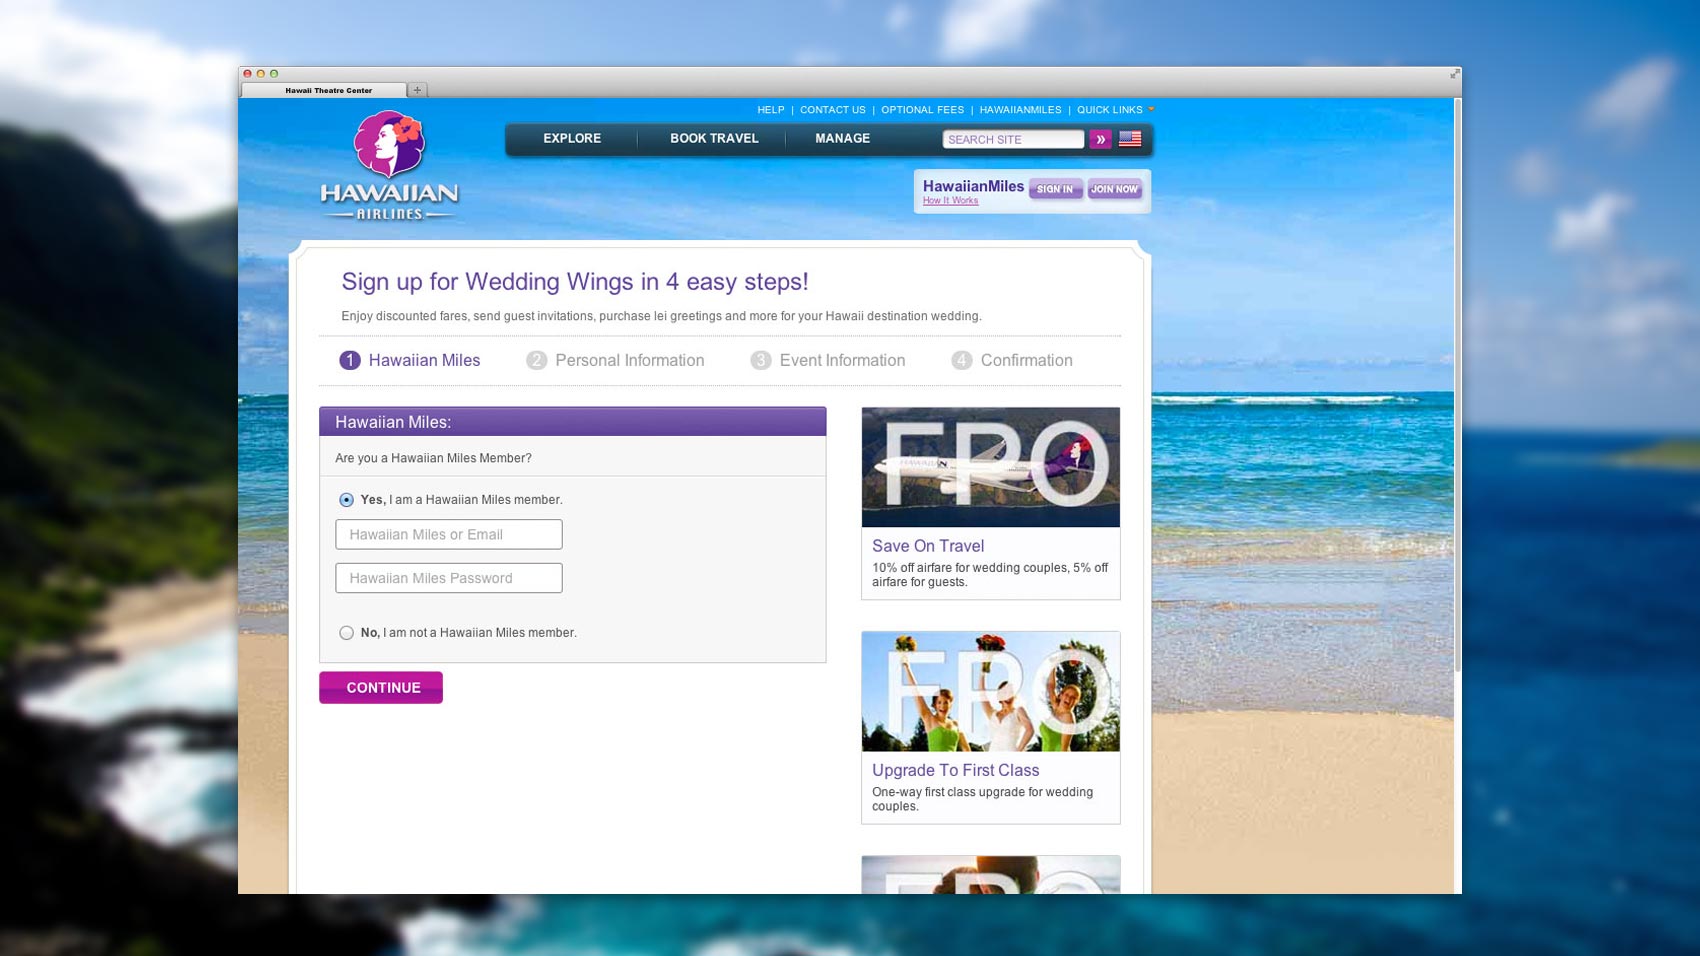 Hawaii Theatre Center
HELP | CONTACT US | OPTIONAL FEES | HAWAIIANMILES | QUICK LINKS
HAWAIIAN
AIRLINES.
EXPLORE
BOOK TRAVEL
MANAGE
SEARCH SITE
»
HawaiianMiles
SIGN IN
JOIN NOW
How It Works
Sign up for Wedding Wings in 4 easy steps!
Enjoy discounted fares, send guest invitations, purchase lei greetings and more for your Hawaii destination wedding.
1 Hawaiian Miles
2 Personal Information
3 Event Information
4 Confirmation
Hawaiian Miles:
Are you a Hawaiian Miles Member?
Yes, I am a Hawaiian Miles member.
Hawaiian Miles or Email
Hawaiian Miles Password
No, I am not a Hawaiian Miles member.
CONTINUE
FPO
HAWAIIAN
Save On Travel
10% off airfare for wedding couples, 5% off
airfare for guests.
FPO
Upgrade To First Class
One-way first class upgrade for wedding
couples.
FPO